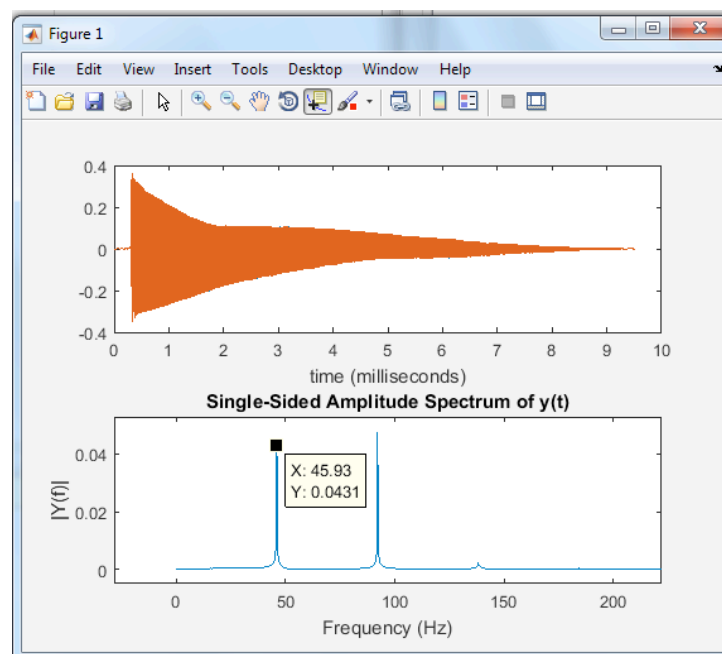 Figure 1
File Edit View Insert Tools Desktop Window Help
0.4
0.2
0
-0.2
-0.4
0 1 2 3 4 5 6 7 8 9 10
time (milliseconds)
Single-Sided Amplitude Spectrum of y(t)
|Y(f)|
0.04
0.02
0
X: 45.93
Y: 0.0431
0 50 100 150 200
Frequency (Hz)